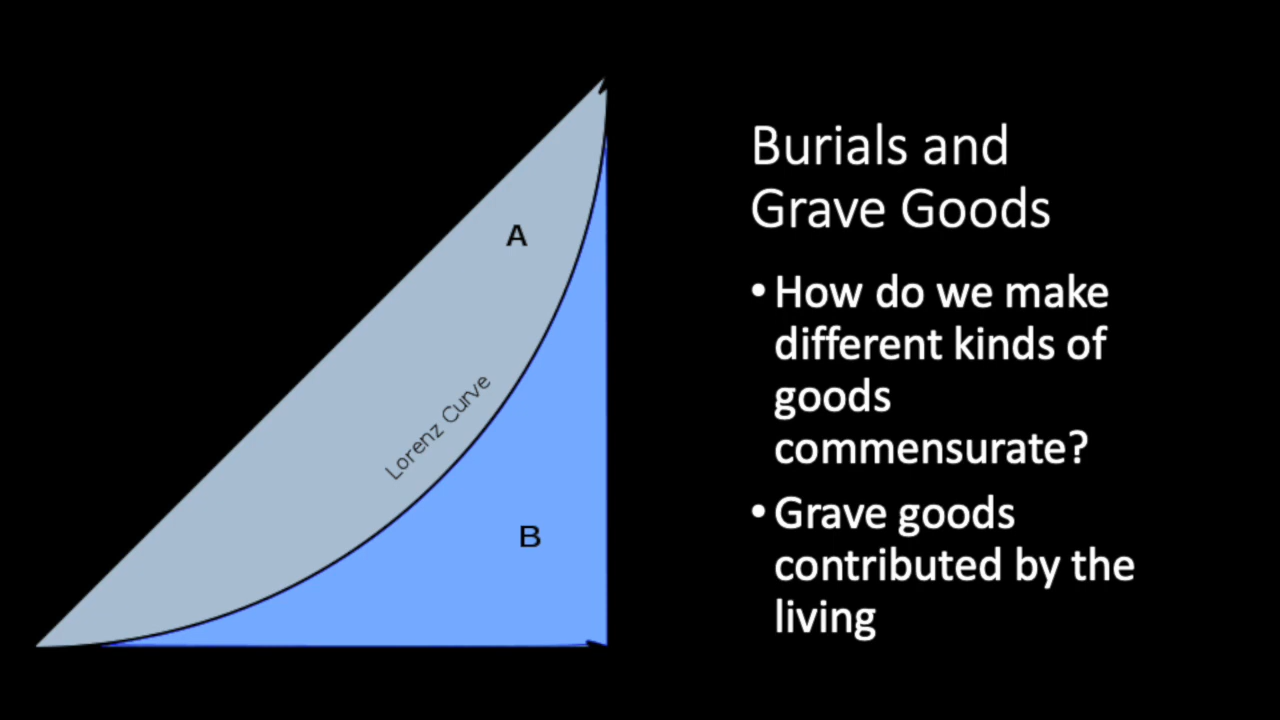 Burials and
Grave Goods
• How do we make
different kinds of
goods
commensurate?
• Grave goods
contributed by the
living
A
Lorenz Curve
B